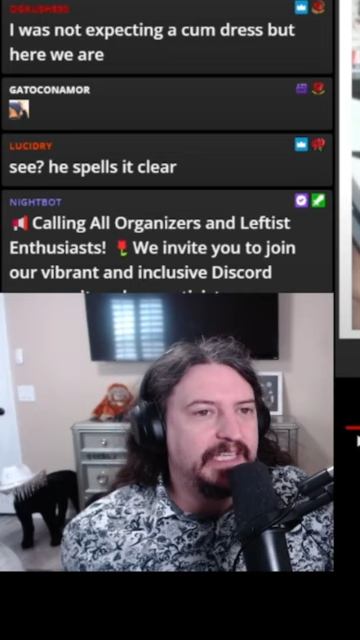 I was not expecting a cum dress but
here we are
GATOCONAMOR
LUCIDRY
see? he spells it clear
NIGHTBOT
📢 Calling All Organizers and Leftist
Enthusiasts! 🌹 We invite you to join
our vibrant and inclusive Discord